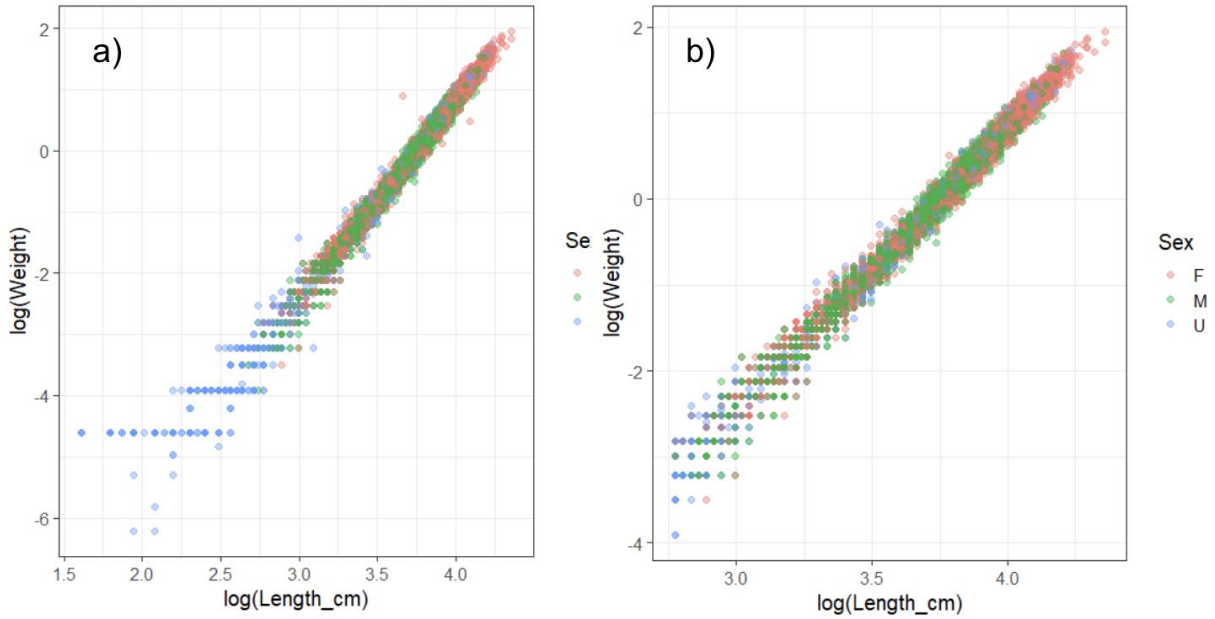 a)
log(Weight)
2
0
-2
-4
-6
1.5 2.0 2.5 3.0 3.5 4.0
log(Length_cm)
Se
b)
log(Weight)
2
0
-2
-4
3.0 3.5 4.0
log(Length_cm)
Sex
F
M
U